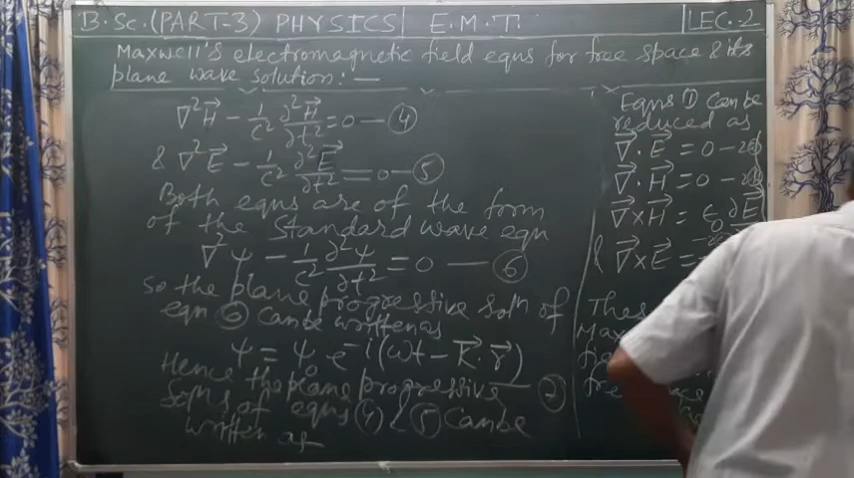 B.Sc.(PART-3) PHYSICS | E.M.T. LEC.-2
Maxwell's electromagnetic field eqns for free space & its
plane wave solution:—
∇²H⃗ − 1/c² ∂²H⃗/∂t² = 0 — ④
& ∇²E⃗ − 1/c² ∂²E⃗/∂t² = 0 — ⑤
Both eqns are of the form
of the Standard wave eqn
∇²ψ − 1/c² ∂²ψ/∂t² = 0 — ⑥
So the plane progressive soln of
eqn ⑥ can be written as
ψ = ψ₀ e^−i(ωt − K⃗·r⃗) — ⑦
Hence the plane progressive
solns of eqns ④ & ⑤ can be
written as
Eqns ① can be
reduced as
∇⃗·E⃗ = 0 —
∇⃗·H⃗ = 0 —
∇⃗×H⃗ = ε₀ ∂E⃗
& ∇⃗×E⃗ = −